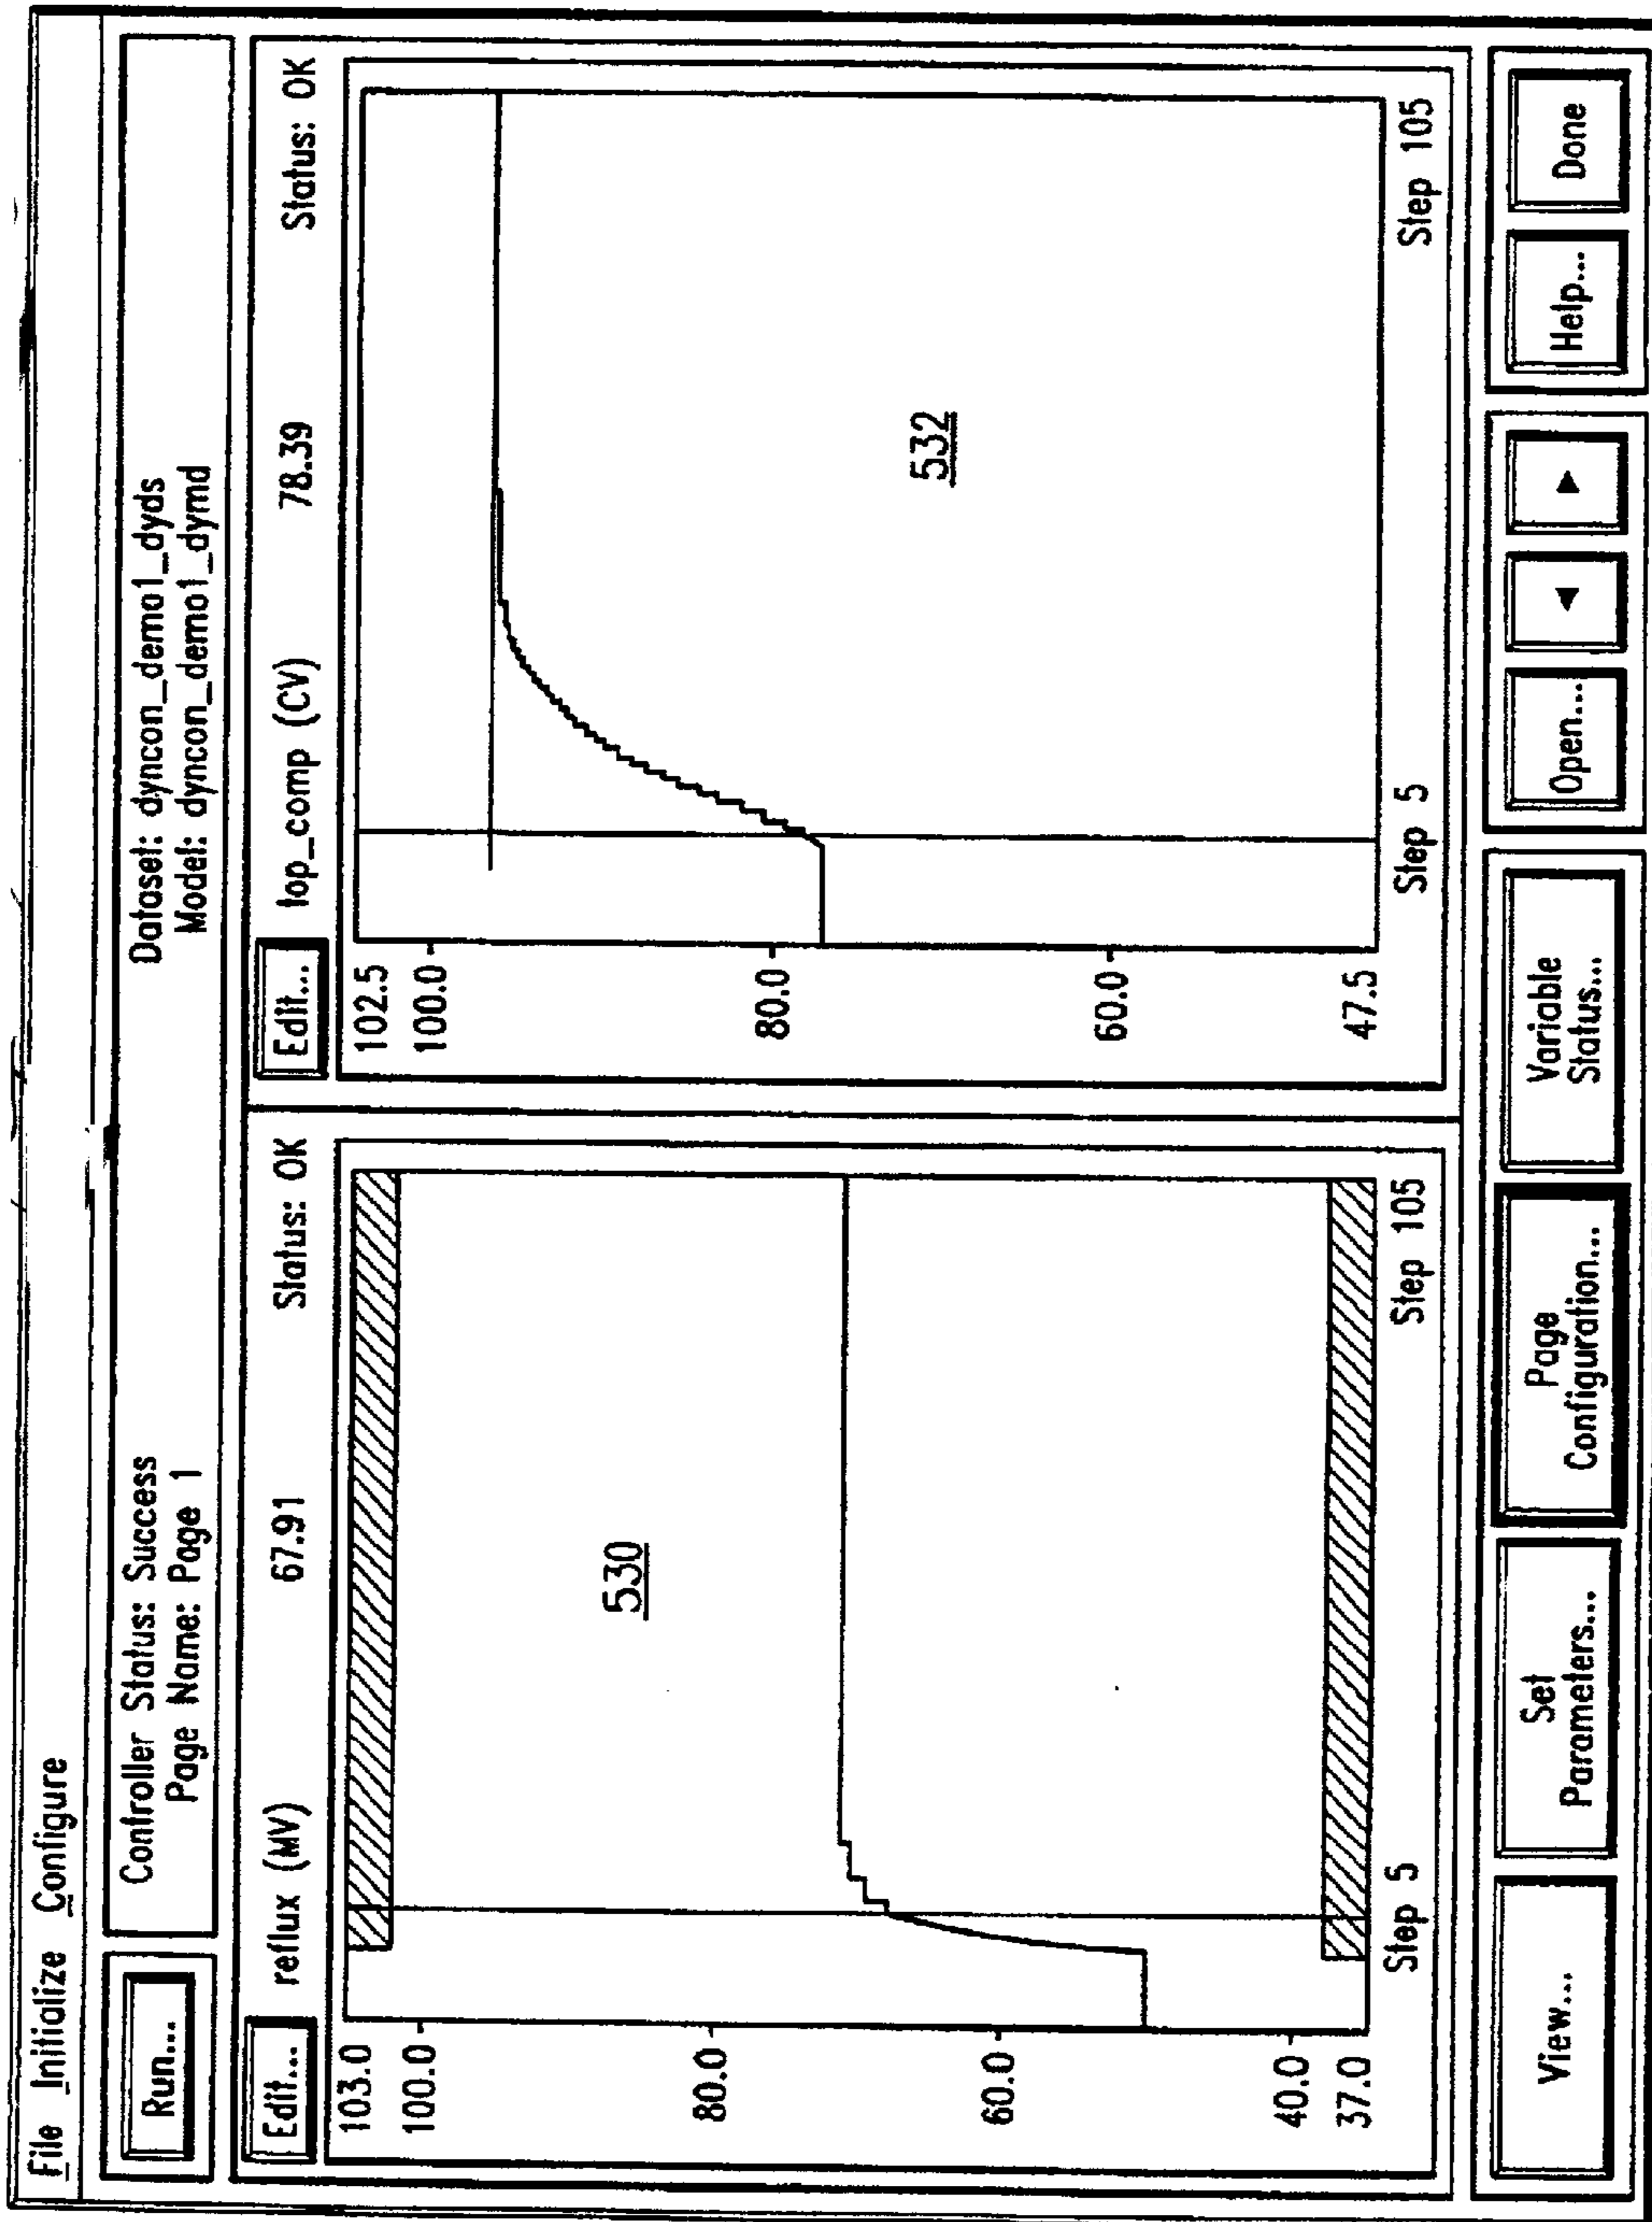 File Initialize Configure
Run...
Controller Status: Success
Page Name: Page 1
Dataset: dyncon_demo1_dyds
Model: dyncon_demo1_dymd
Edit...
reflux (MV)
67.91
Status: OK
103.0
100.0
80.0
60.0
40.0
37.0
530
Step 5
Step 105
Edit...
top_comp (CV)
78.39
Status: OK
102.5
100.0
80.0
60.0
47.5
532
Step 5
Step 105
View...
Set
Parameters...
Page
Configuration...
Variable
Status...
Open...
Help...
Done